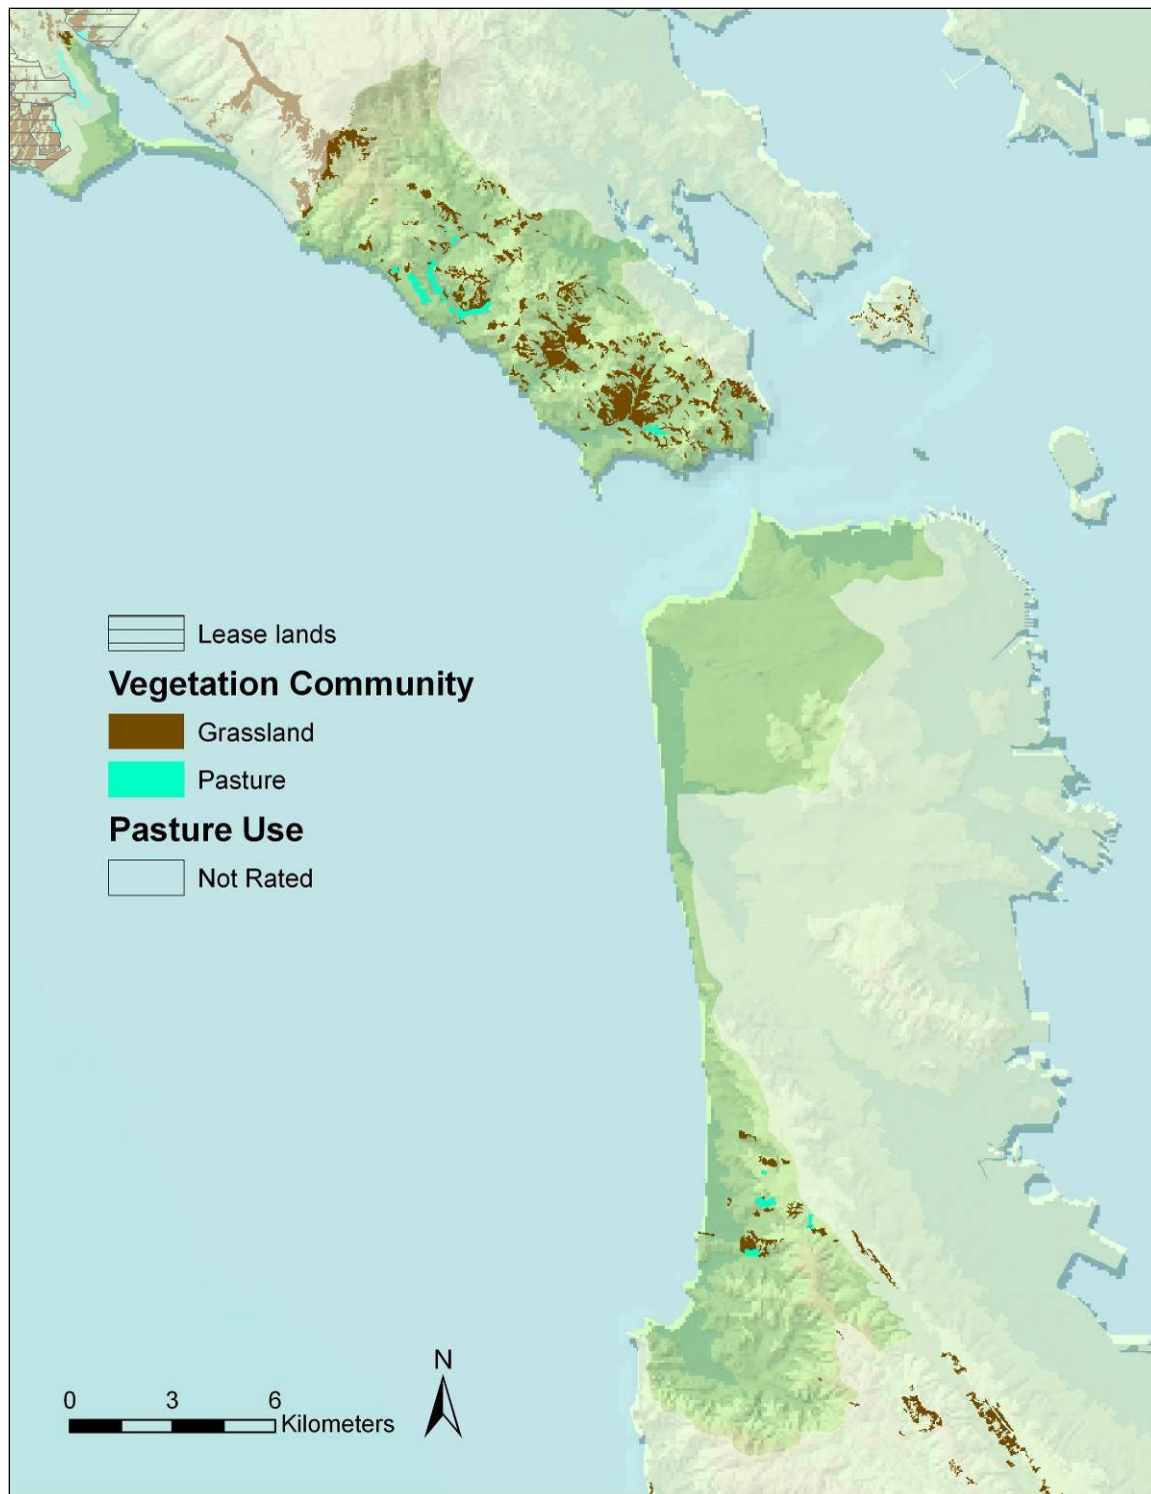 Lease lands
Vegetation Community
Grassland
Pasture
Pasture Use
Not Rated
N
0 3 6
Kilometers